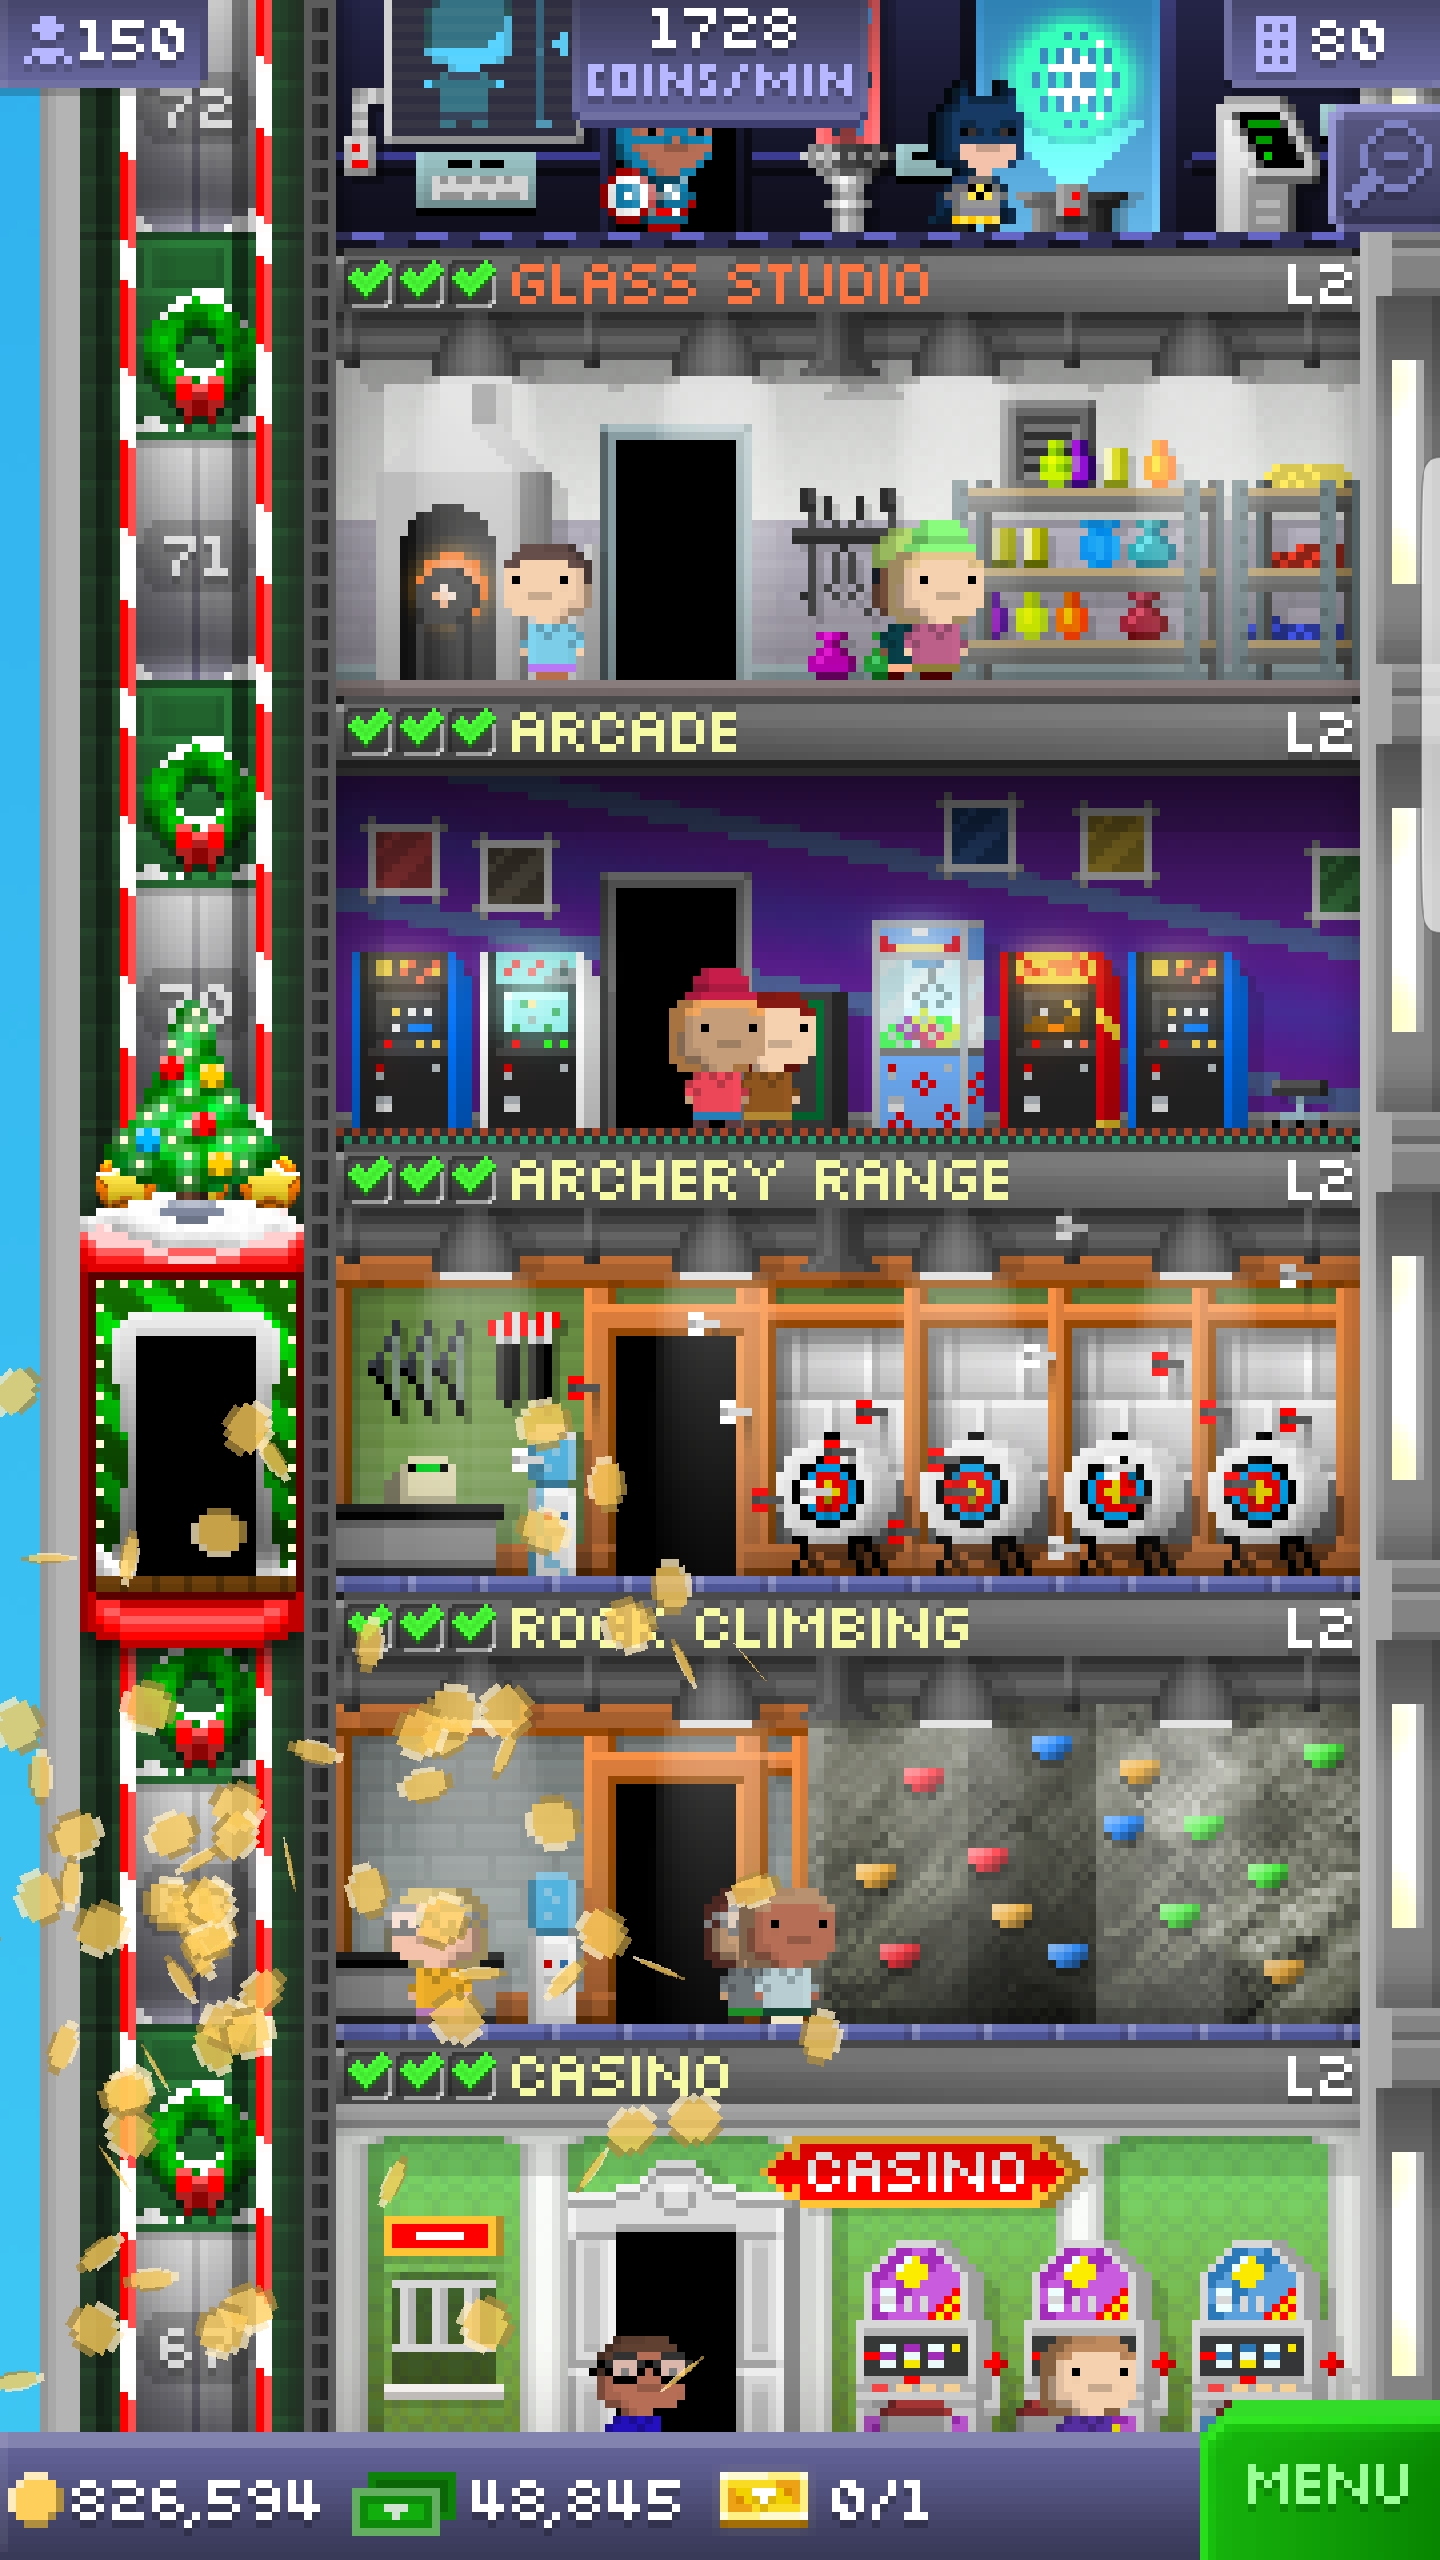 150
1728
COINS/MIN
80
72
GLASS STUDIO L2
71
ARCADE L2
70
ARCHERY RANGE L2
ROCK CLIMBING L2
CASINO L2
CASINO
826,594 48,845 0/1
MENU